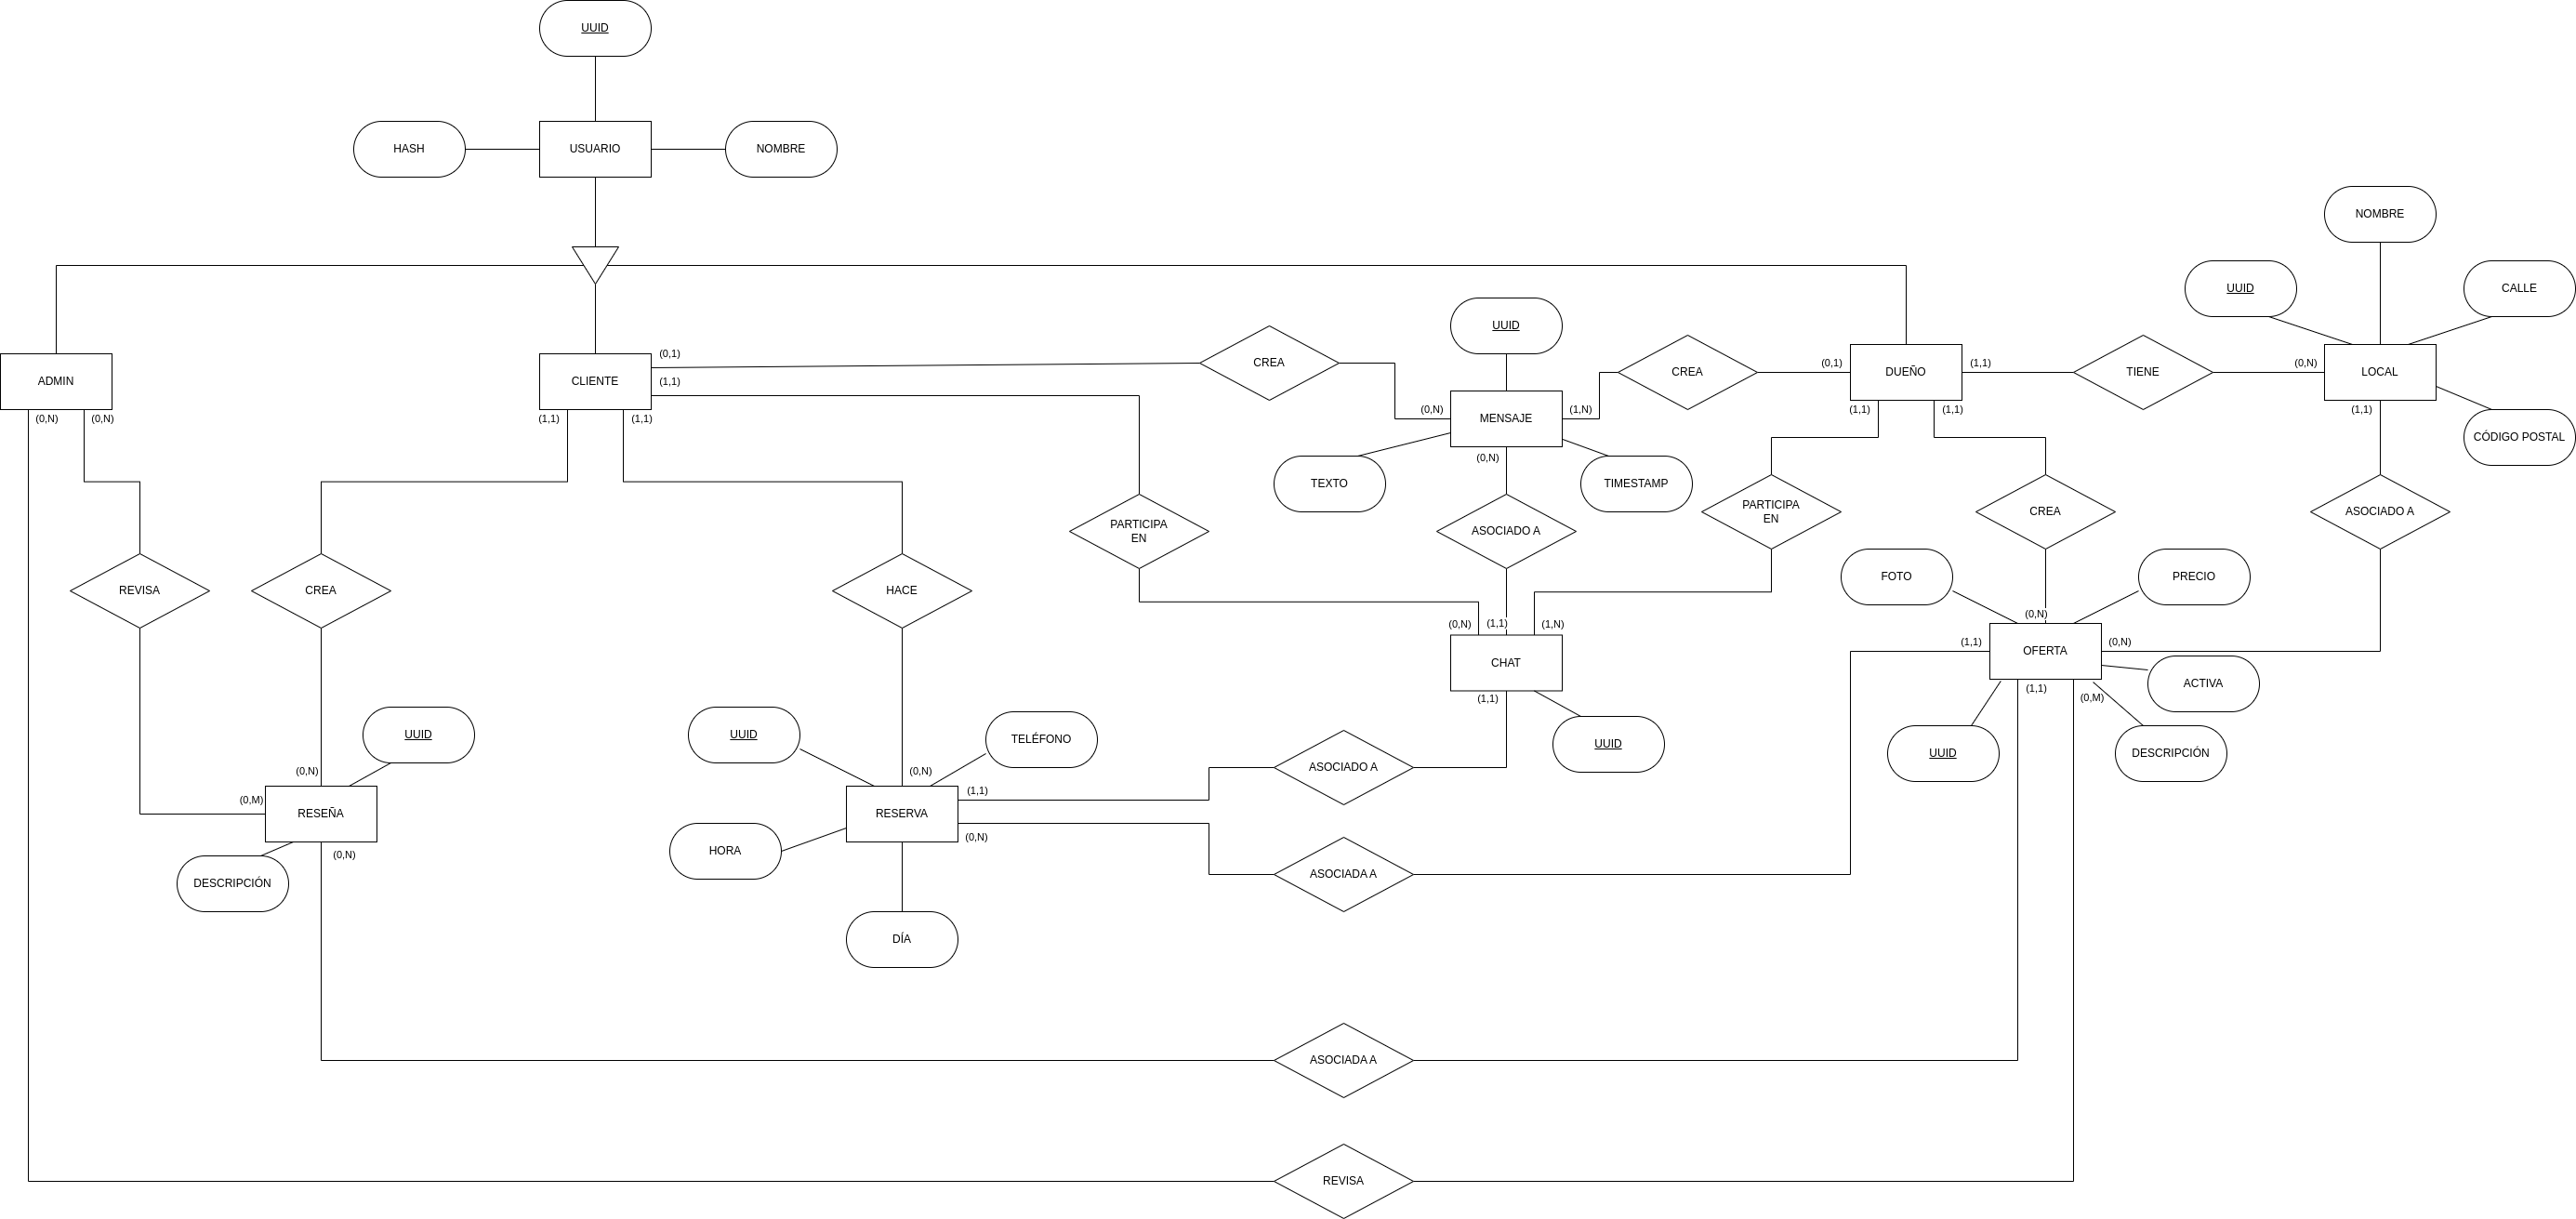 UUID
HASH
USUARIO
NOMBRE
NOMBRE
UUID
CALLE
UUID
(0,1)
CREA
CREA
(0,1)
DUEÑO
(1,1)
TIENE
(0,N)
LOCAL
ADMIN
CLIENTE
(1,1)
(0,N)
MENSAJE
(1,N)
(1,1)
(1,1)
(1,1)
CÓDIGO POSTAL
(0,N)
(0,N)
(1,1)
(1,1)
(0,N)
TEXTO
TIMESTAMP
PARTICIPA
EN
ASOCIADO A
PARTICIPA
EN
CREA
ASOCIADO A
REVISA
CREA
HACE
FOTO
PRECIO
(0,N)
(1,1)
(1,N)
(0,N)
(1,1)
OFERTA
(0,N)
CHAT
ACTIVA
(1,1)
(1,1)
(0,M)
UUID
UUID
TELÉFONO
UUID
UUID
DESCRIPCIÓN
(0,N)
(0,N)
ASOCIADO A
(0,M)
RESEÑA
RESERVA
(1,1)
(0,N)
(0,N)
HORA
DESCRIPCIÓN
ASOCIADA A
DÍA
ASOCIADA A
REVISA